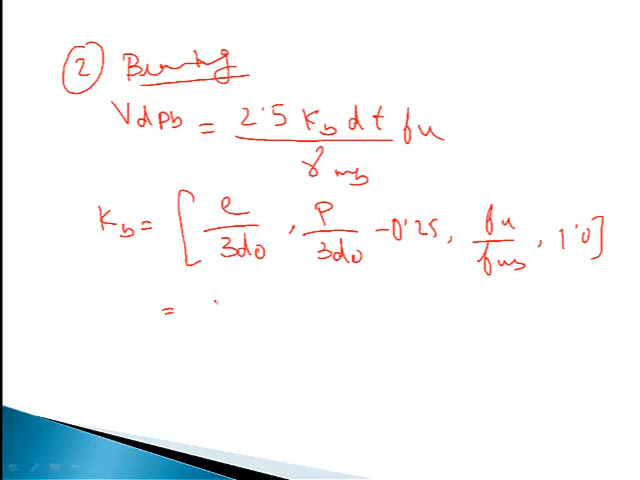 ② Bearing
Vdpb = 2.5 Kb d t fu / γmb
Kb = [ e / 3d0 , P / 3d0 - 0.25 , fu / fub , 1.0 ]
=